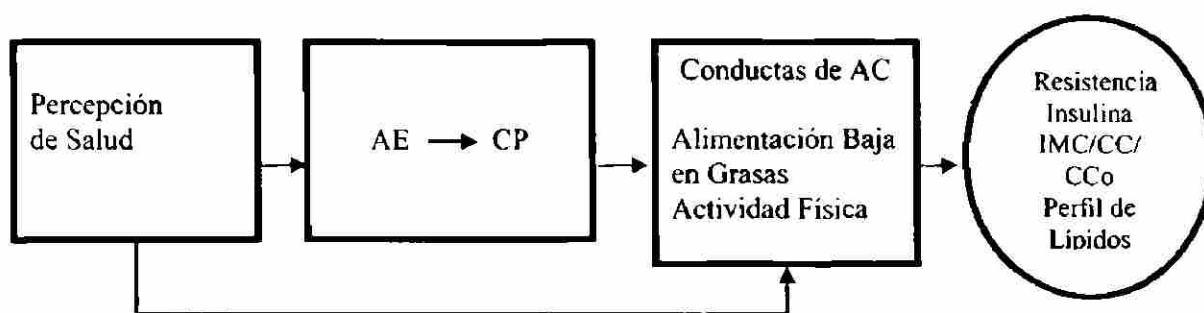 Percepción
de Salud
AE → CP
Conductas de AC
Alimentación Baja
en Grasas
Actividad Física
Resistencia
Insulina
IMC/CC/
CCo
Perfil de
Lípidos